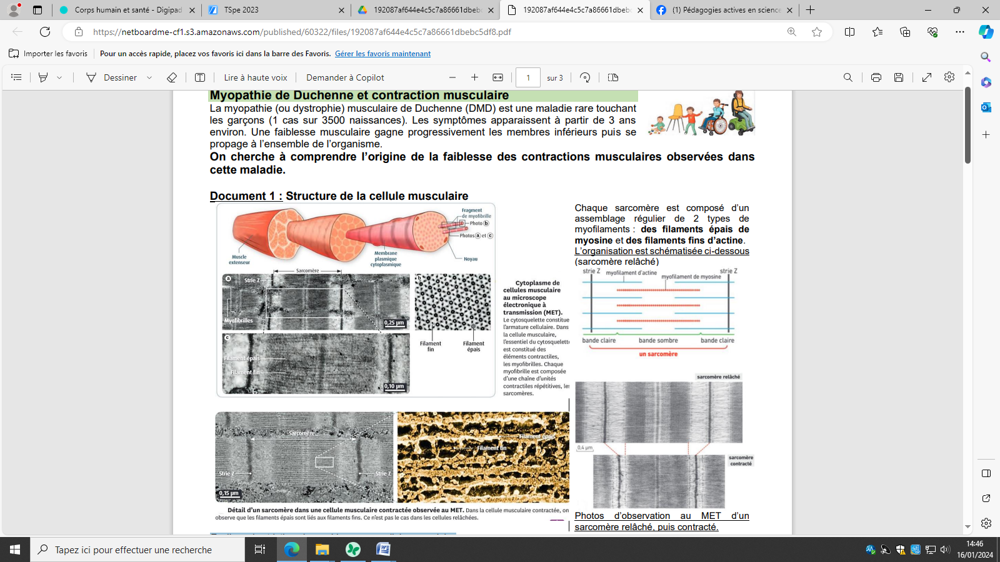 Corps humain et santé - Digipad
TSpe 2023
192087af644e4c5c7a86661dbeb
192087af644e4c5c7a86661dbeb
(1) Pédagogies actives en science
https://netboardme-cf1.s3.amazonaws.com/published/60322/files/192087af644e4c5c7a86661dbebc5df8.pdf
Importer les favoris
Pour un accès rapide, placez vos favoris ici dans la barre des Favoris. Gérer les favoris maintenant
Dessiner
Lire à haute voix
Demander à Copilot
1
sur 3
Myopathie de Duchenne et contraction musculaire
La myopathie (ou dystrophie) musculaire de Duchenne (DMD) est une maladie rare touchant
les garçons (1 cas sur 3500 naissances). Les symptômes apparaissent à partir de 3 ans
environ. Une faiblesse musculaire gagne progressivement les membres inférieurs puis se
propage à l'ensemble de l'organisme.
On cherche à comprendre l'origine de la faiblesse des contractions musculaires observées dans
cette maladie.
Document 1 : Structure de la cellule musculaire
Fragment
de myofibrille
Photo b
Photos a et c
Muscle
extenseur
Membrane
plasmique
cytoplasmique
Noyau
Sarcomère
a
Strie Z
Myofibrilles
0,25 µm
b
Filament
fin
Filament
épais
c
Filament épais
Filament fin
0,10 µm
Cytoplasme de
cellules musculaire
au microscope
électronique à
transmission (MET).
Le cytosquelette constitue
l'armature cellulaire. Dans
la cellule musculaire,
l'essentiel du cytosquelett
est constitué des
éléments contractiles,
les myofibrilles. Chaque
myofibrille est composée
d'une chaîne d'unités
contractiles répétitives, les
sarcomères.
Sarcomère
Strie Z
Strie Z
0,15 µm
Filament épais
Filament fin
Détail d'un sarcomère dans une cellule musculaire contractée observée au MET. Dans la cellule musculaire contractée, on
observe que les filaments épais sont liés aux filaments fins. Ce n'est pas le cas dans les cellules relâchées.
Chaque sarcomère est composé d'un
assemblage régulier de 2 types de
myofilaments : des filaments épais de
myosine et des filaments fins d'actine.
L'organisation est schématisée ci-dessous
(sarcomère relâché)
strie Z
myofilament d'actine
myofilament de myosine
strie Z
bande claire
bande sombre
bande claire
un sarcomère
sarcomère relâché
0,4 µm
sarcomère
contracté
Photos d'observation au MET d'un
sarcomère relâché, puis contracté.
Tapez ici pour effectuer une recherche
14:46
16/01/2024